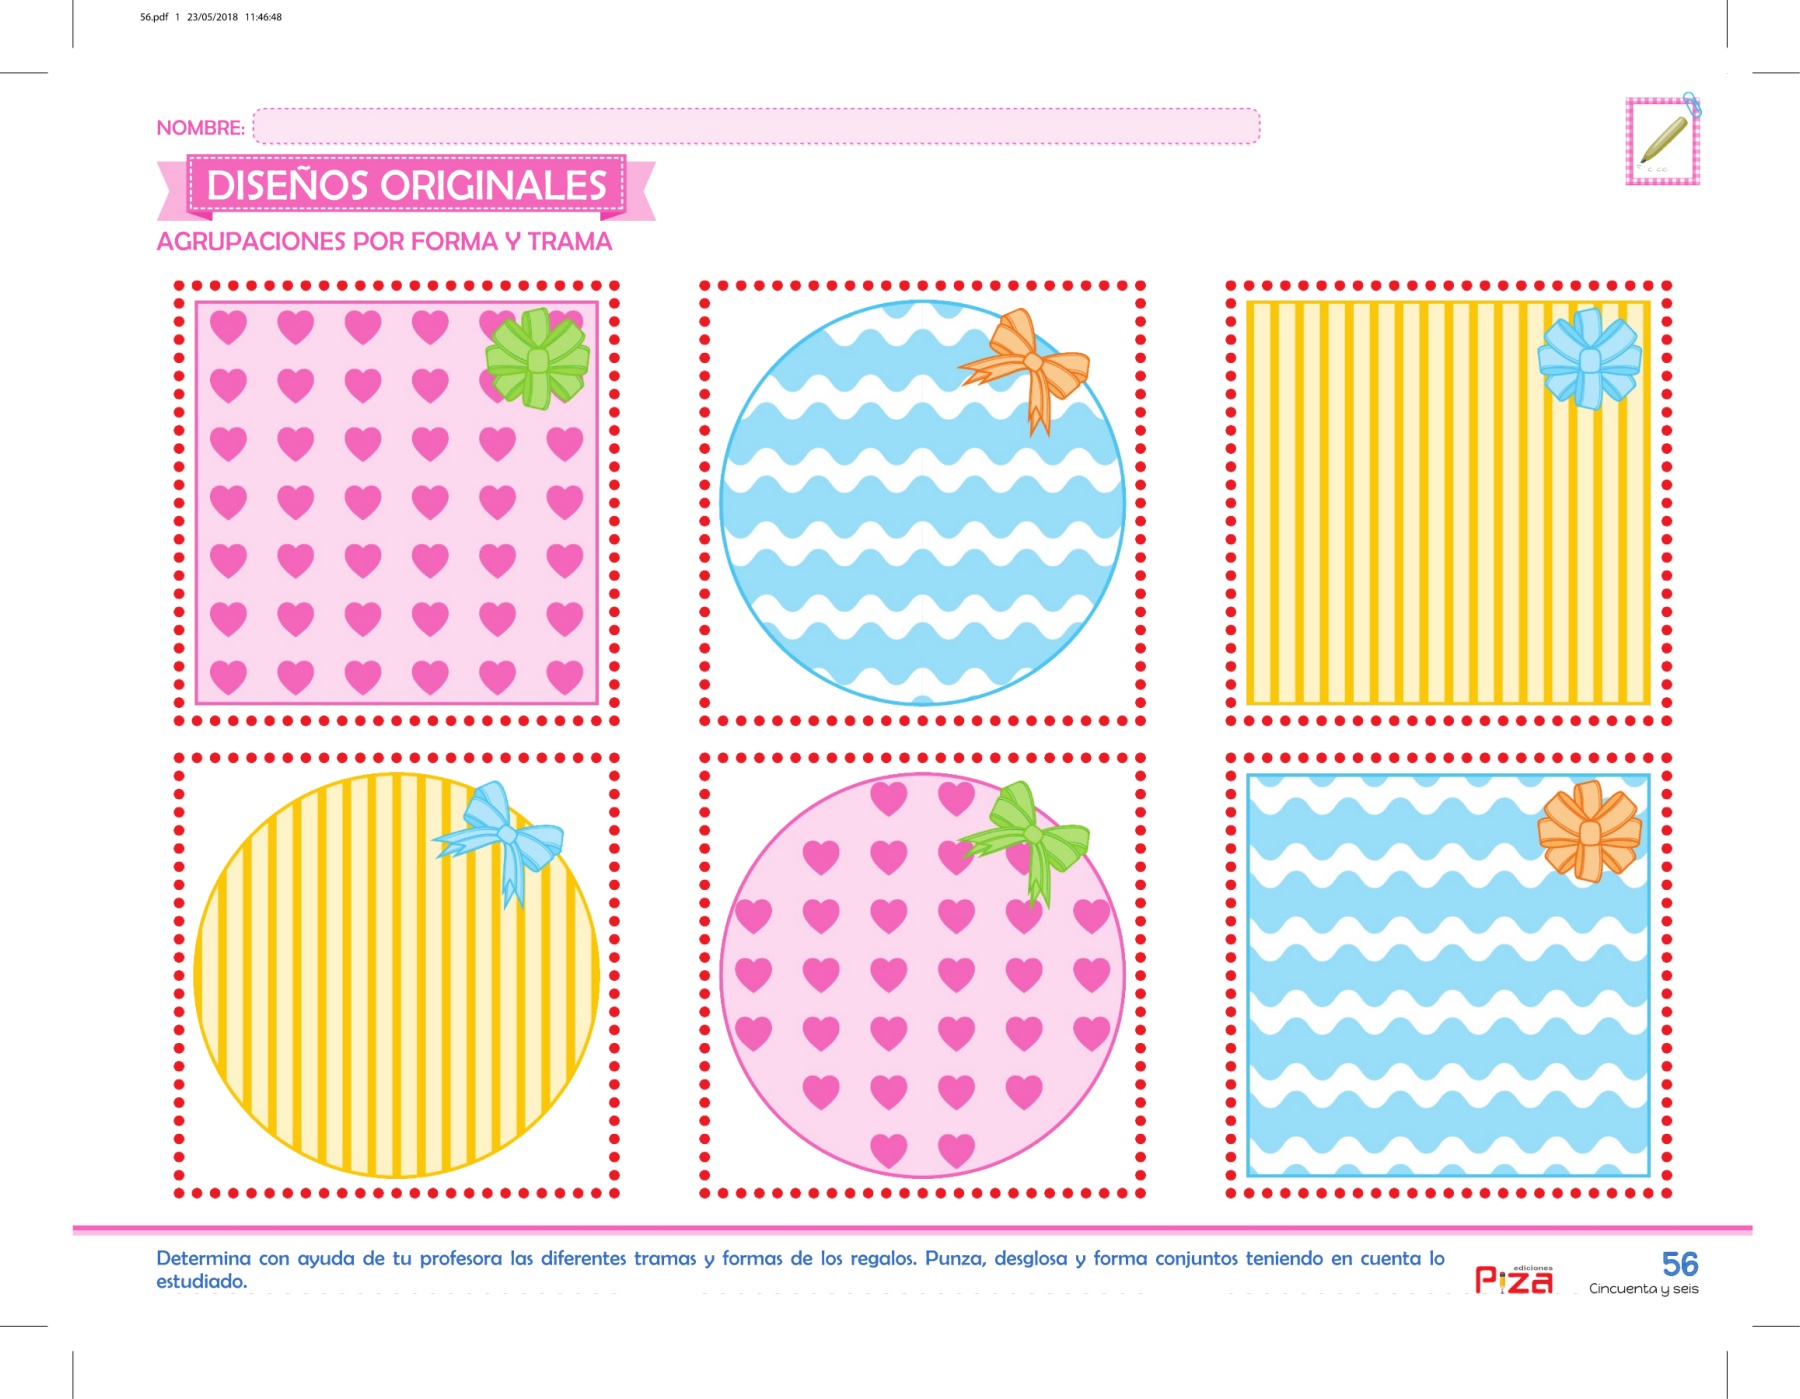 56.pdf 1 23/05/2018 11:46:48
NOMBRE:
DISEÑOS ORIGINALES
AGRUPACIONES POR FORMA Y TRAMA
Determina con ayuda de tu profesora las diferentes tramas y formas de los regalos. Punza, desglosa y forma conjuntos teniendo en cuenta lo
estudiado.
ediciones
Piza
56
Cincuenta y seis